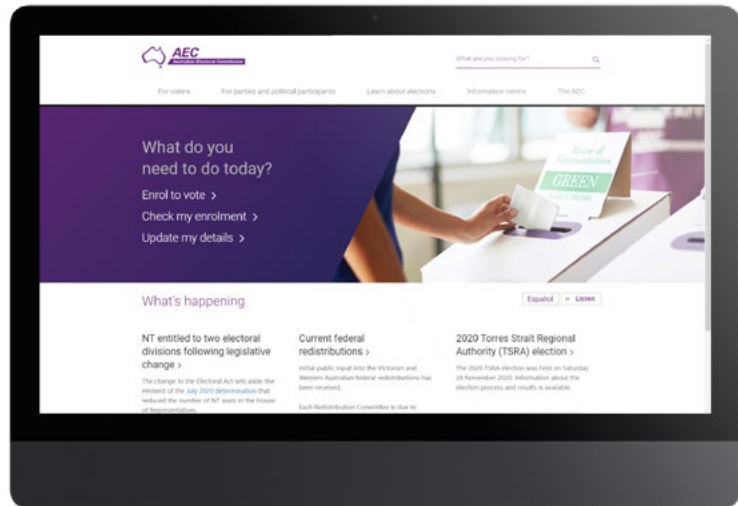 AEC
Australian Electoral Commission
What are you looking for?
For voters
For parties and political participants
Learn about elections
Information centre
The AEC
What do you
need to do today?
Enrol to vote >
Check my enrolment >
Update my details >
House of
Representatives
GREEN
What's happening
Español
Listen
NT entitled to two electoral
divisions following legislative
change >
The change to the Electoral Act sets aside the
element of the July 2020 determination that
reduced the number of NT seats in the House
of Representatives.
Current federal
redistributions >
Initial public input into the Victorian and
Western Australian federal redistributions has
been received.
Each Redistribution Committee is due to
2020 Torres Strait Regional
Authority (TSRA) election >
The 2020 TSRA election was held on Saturday
28 November 2020. Information about the
election process and results is available.